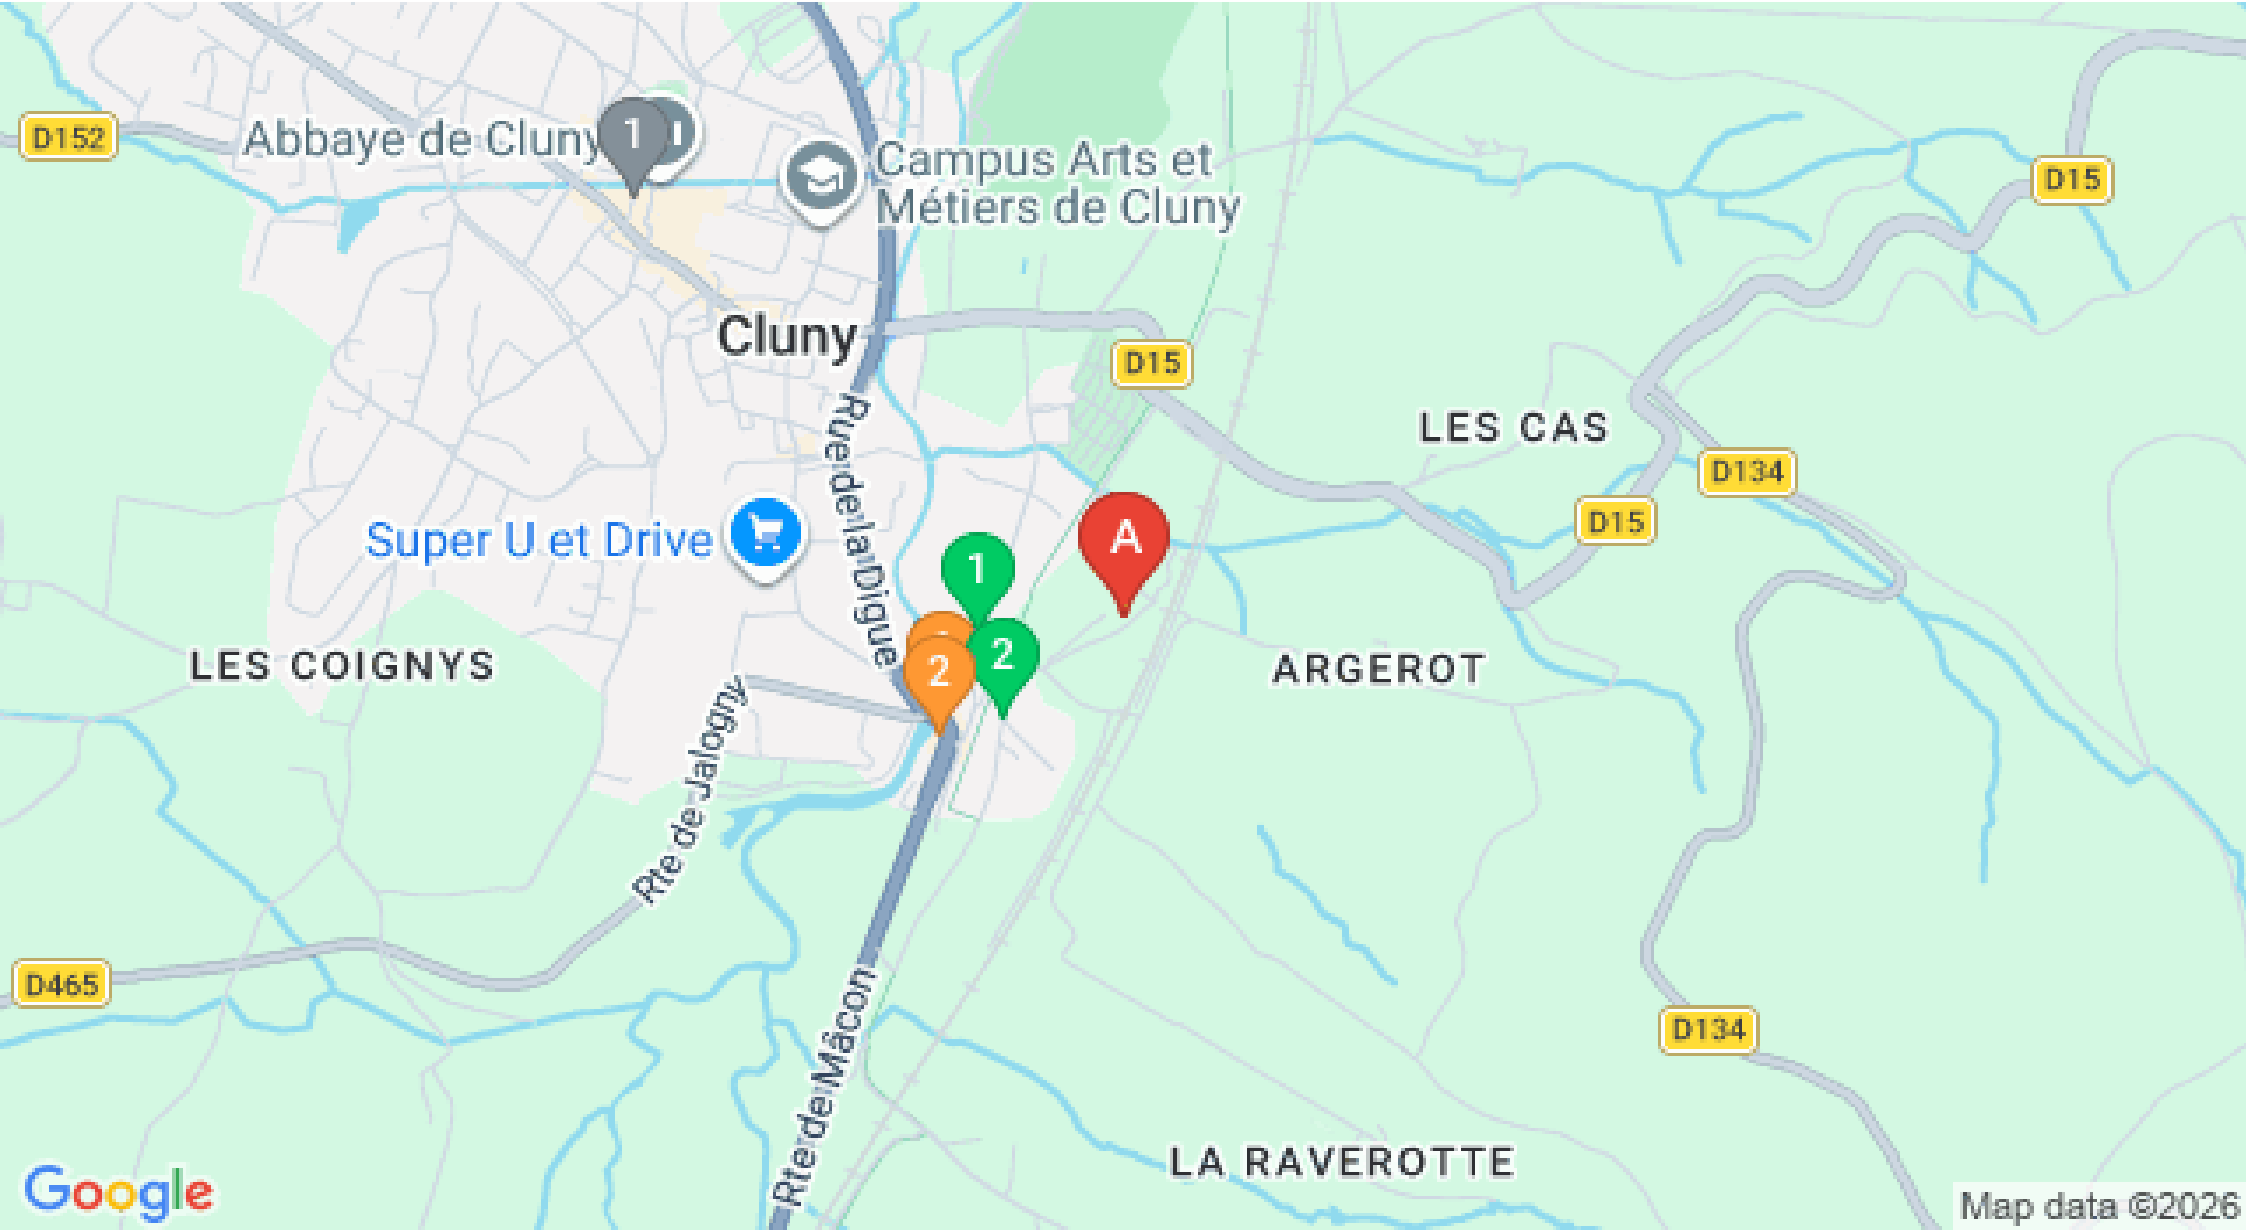 D152
Abbaye de Cluny
1
Campus Arts et
Métiers de Cluny
D15
Cluny
D15
Rue de la Digue
LES CAS
D134
D15
Super U et Drive
A
1
2
2
LES COIGNYS
ARGEROT
Rte de Jalogny
D465
Rte de Mâcon
D134
LA RAVEROTTE
Google
Map data ©2026